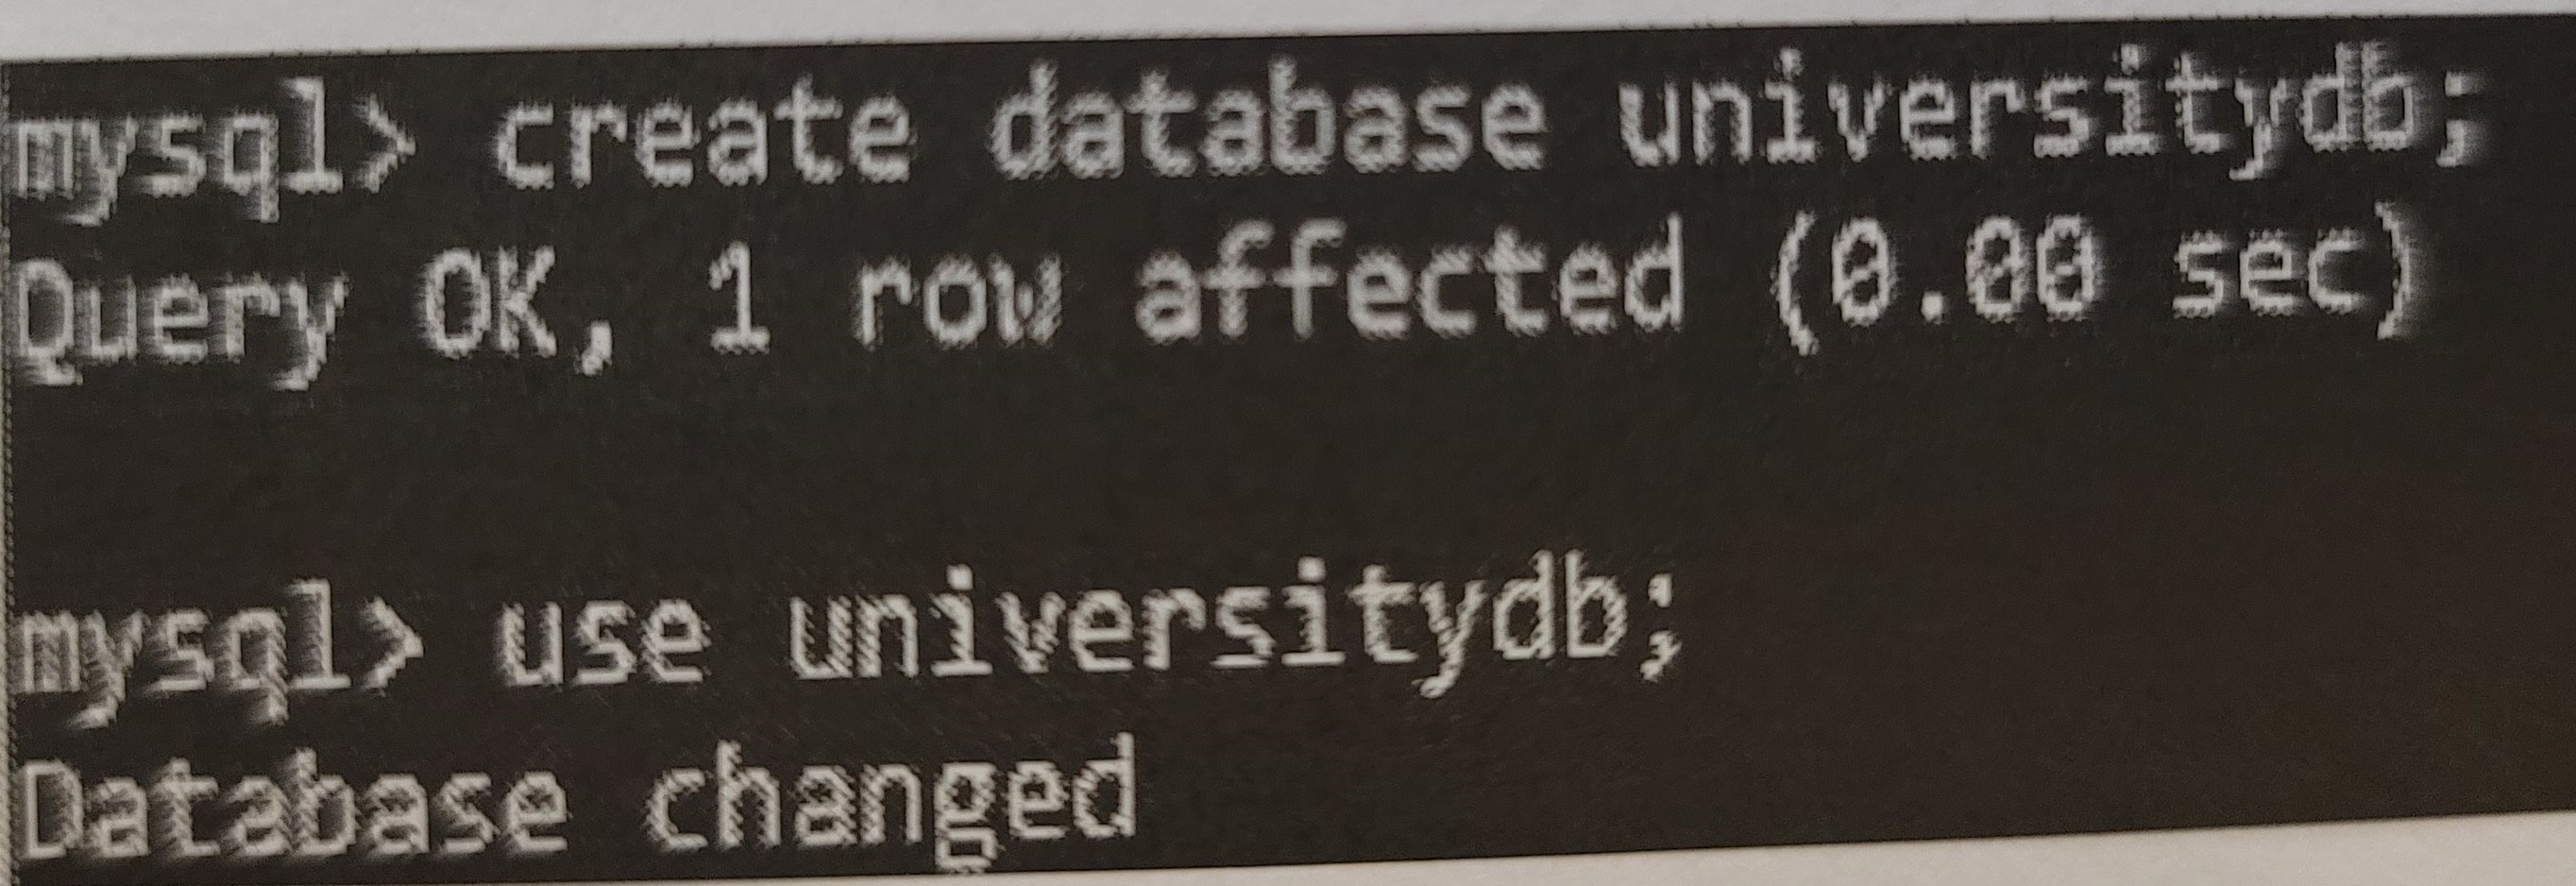 mysql> create database universitydb;
Query OK, 1 row affected (0.00 sec)
mysql> use universitydb;
Database changed